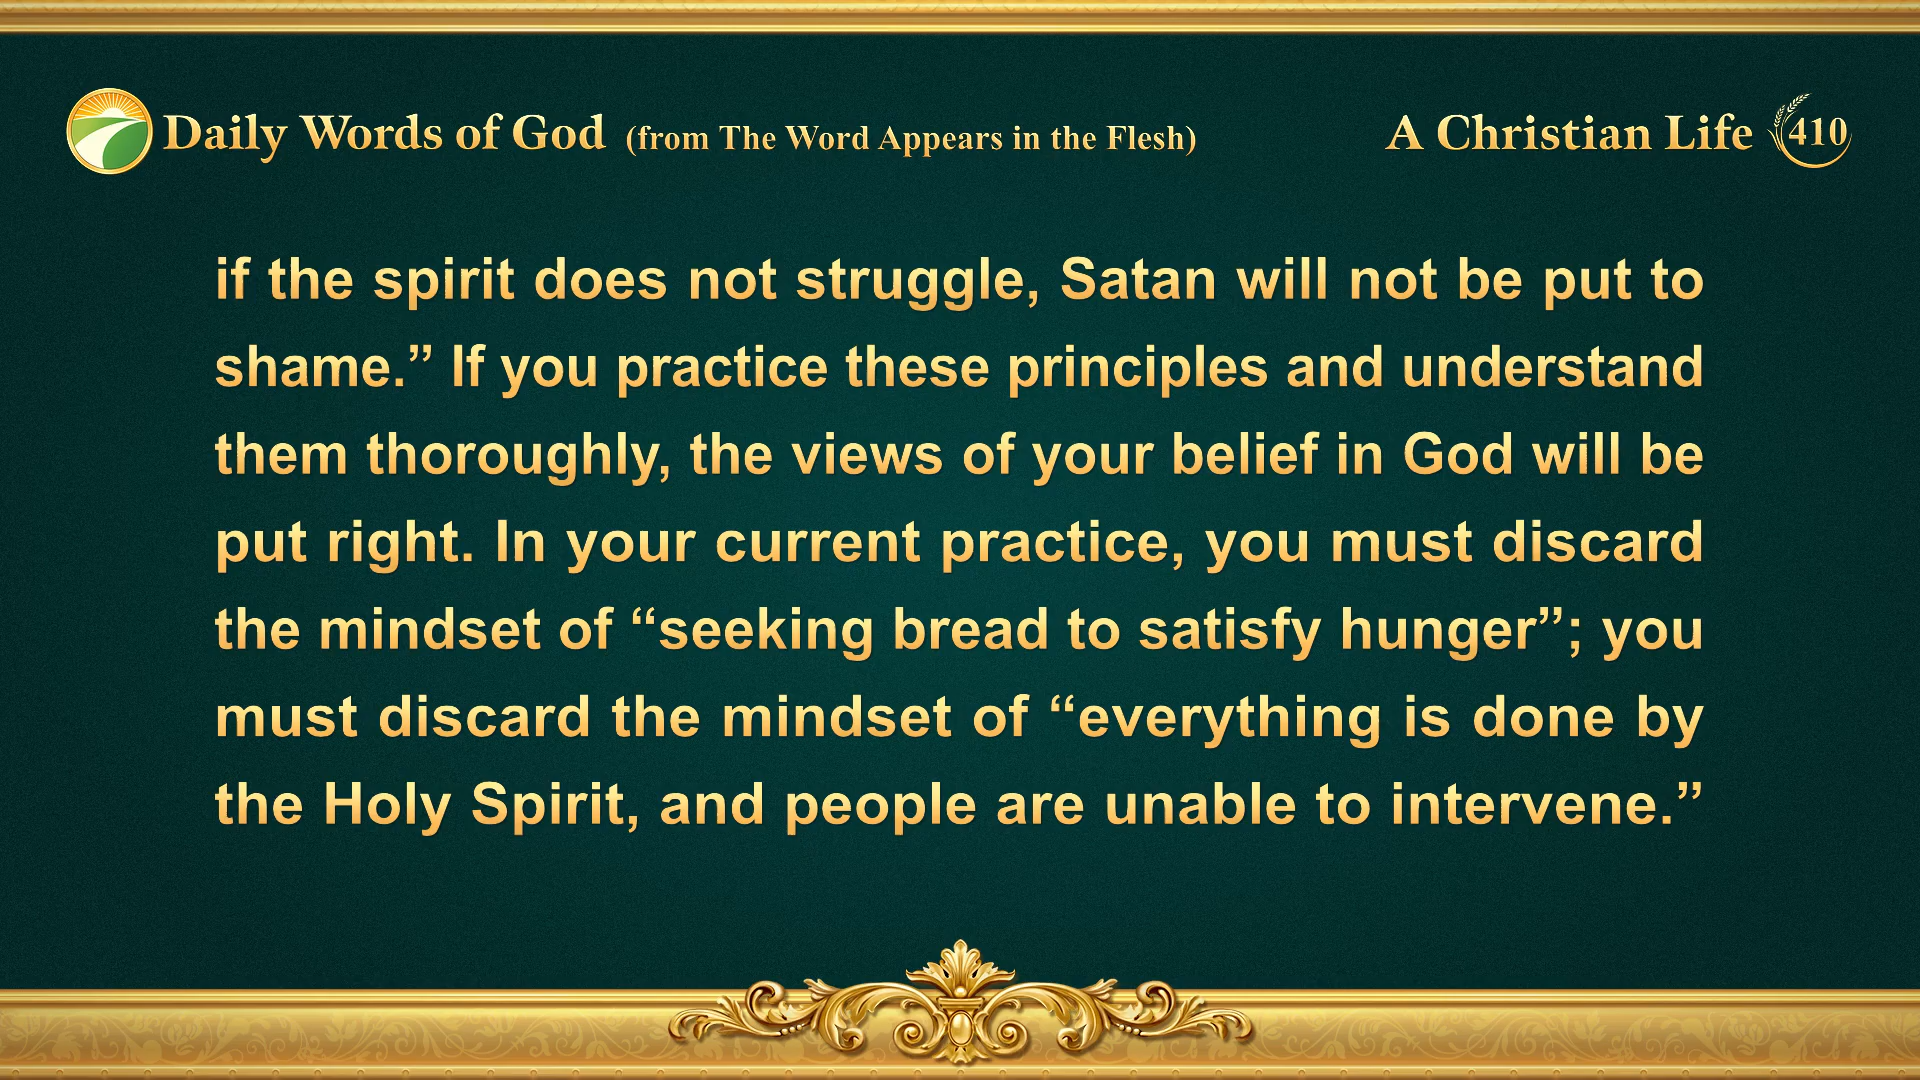 Daily Words of God (from The Word Appears in the Flesh)
A Christian Life 410
if the spirit does not struggle, Satan will not be put to
shame.” If you practice these principles and understand
them thoroughly, the views of your belief in God will be
put right. In your current practice, you must discard
the mindset of “seeking bread to satisfy hunger”; you
must discard the mindset of “everything is done by
the Holy Spirit, and people are unable to intervene.”